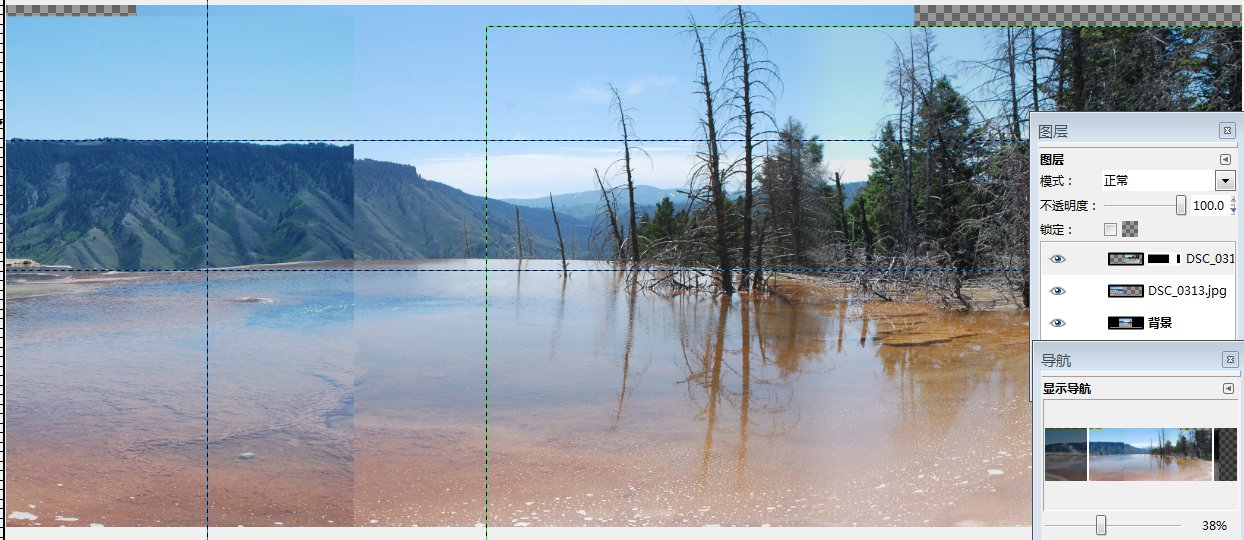 图层
图层
模式：
正常
不透明度：
100.0
锁定：
DSC_031
DSC_0313.jpg
背景
导航
显示导航
38%